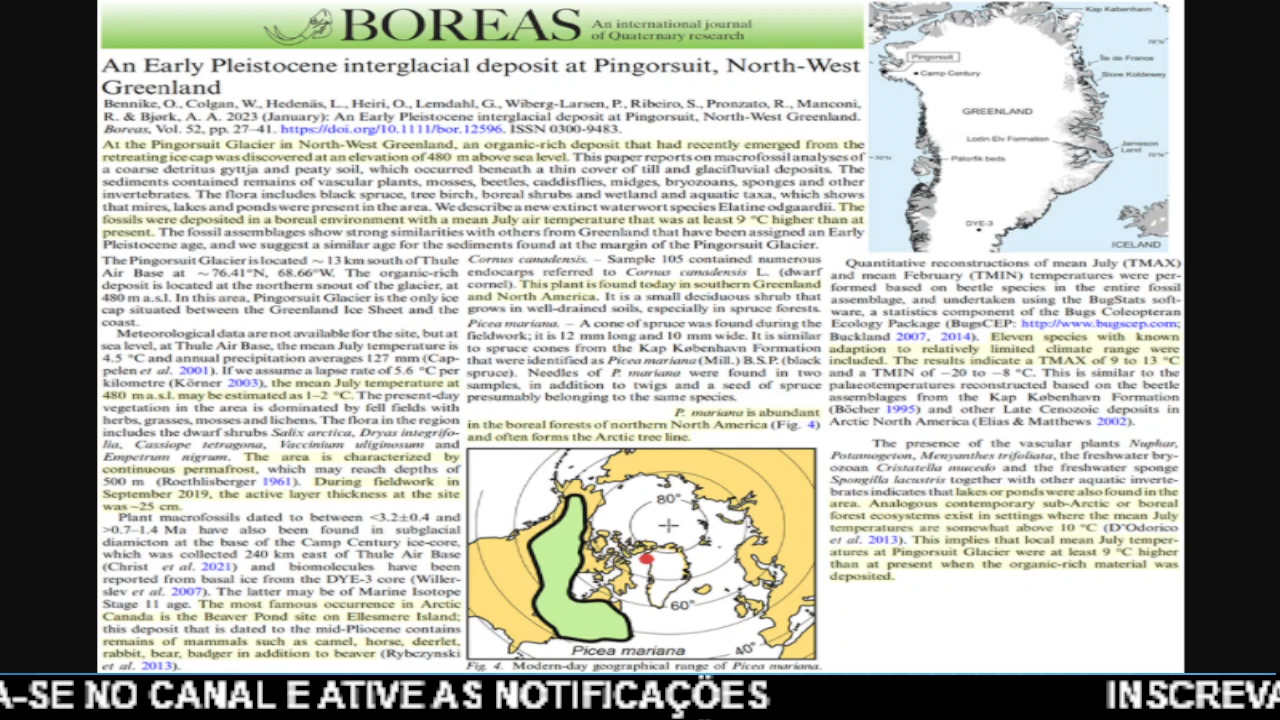 BOREAS
An international journal
of Quaternary research
An Early Pleistocene interglacial deposit at Pingorsuit, North-West
Greenland
Bennike, O., Colgan, W., Hedenäs, L., Heiri, O., Lemdahl, G., Wiberg-Larsen, P., Ribeiro, S., Pronzato, R., Manconi,
R. & Bjørk, A. A. 2023 (January): An Early Pleistocene interglacial deposit at Pingorsuit, North-West Greenland.
Boreas, Vol. 52, pp. 27–41. https://doi.org/10.1111/bor.12596. ISSN 0300-9483.
At the Pingorsuit Glacier in North-West Greenland, an organic-rich deposit that had recently emerged from the
retreating ice cap was discovered at an elevation of 480 m above sea level. This paper reports on macrofossil analyses of
a coarse detritus gyttja and peaty soil, which occurred beneath a thin cover of till and glacifluvial deposits. The
sediments contained remains of vascular plants, mosses, beetles, caddisflies, midges, bryozoans, sponges and other
invertebrates. The flora includes black spruce, tree birch, boreal shrubs and wetland and aquatic taxa, which shows
that mires, lakes and ponds were present in the area. We describe a new extinct waterwort species Elatine odgaardii. The
fossils were deposited in a boreal environment with a mean July air temperature that was at least 9 °C higher than at
present. The fossil assemblages show strong similarities with others from Greenland that have been assigned an Early
Pleistocene age, and we suggest a similar age for the sediments found at the margin of the Pingorsuit Glacier.
The Pingorsuit Glacier is located ~ 13 km south of Thule
Air Base at ~76.41°N, 68.66°W. The organic-rich
deposit is located at the northern snout of the glacier, at
480 m a.s.l. In this area, Pingorsuit Glacier is the only ice
cap situated between the Greenland Ice Sheet and the
coast.
Meteorological data are not available for the site, but at
sea level, at Thule Air Base, the mean July temperature is
4.5 °C and annual precipitation averages 127 mm (Cap-
pelen et al. 2001). If we assume a lapse rate of 5.6 °C per
kilometre (Körner 2003), the mean July temperature at
480 m a.s.l. may be estimated as 1–2 °C. The present-day
vegetation in the area is dominated by fell fields with
herbs, grasses, mosses and lichens. The flora in the region
includes the dwarf shrubs Salix arctica, Dryas integrifo-
lia, Cassiope tetragona, Vaccinium uliginosum and
Empetrum nigrum. The area is characterized by
continuous permafrost, which may reach depths of
500 m (Roethlisberger 1961). During fieldwork in
September 2019, the active layer thickness at the site
was ~25 cm.
Plant macrofossils dated to between <3.2±0.4 and
>0.7–1.4 Ma have also been found in subglacial
diamiction at the base of the Camp Century ice-core,
which was collected 240 km east of Thule Air Base
(Christ et al. 2021) and biomolecules have been
reported from basal ice from the DYE-3 core (Willer-
slev et al. 2007). The latter may be of Marine Isotope
Stage 11 age. The most famous occurrence in Arctic
Canada is the Beaver Pond site on Ellesmere Island;
this deposit that is dated to the mid-Pliocene contains
remains of mammals such as camel, horse, deerlet,
rabbit, bear, badger in addition to beaver (Rybczynski
et al. 2013).
Cornus canadensis. – Sample 105 contained numerous
endocarps referred to Cornus canadensis L. (dwarf
cornel). This plant is found today in southern Greenland
and North America. It is a small deciduous shrub that
grows in well-drained soils, especially in spruce forests.
Picea mariana. – A cone of spruce was found during the
fieldwork; it is 12 mm long and 10 mm wide. It is similar
to spruce cones from the Kap København Formation
that were identified as Picea mariana (Mill.) B.S.P. (black
spruce). Needles of P. mariana were found in two
samples, in addition to twigs and a seed of spruce
presumably belonging to the same species.
P. mariana is abundant
in the boreal forests of northern North America (Fig. 4)
and often forms the Arctic tree line.
80°
60°
40°
Picea mariana
Fig. 4. Modern-day geographical range of Picea mariana.
Beaver
Kap København
Pingorsuit
Camp Century
Île de France
Store Koldewey
GREENLAND
Lodin Elv Formation
Jameson
Land
Pátorfik beds
DYE-3
ICELAND
Quantitative reconstructions of mean July (TMAX)
and mean February (TMIN) temperatures were per-
formed based on beetle species in the entire fossil
assemblage, and undertaken using the BugStats soft-
ware, a statistics component of the Bugs Coleopteran
Ecology Package (BugsCEP: http://www.bugscep.com;
Buckland 2007, 2014). Eleven species with known
adaption to relatively limited climate range were
included. The results indicate a TMAX of 9 to 13 °C
and a TMIN of −20 to −8 °C. This is similar to the
palaeotemperatures reconstructed based on the beetle
assemblages from the Kap København Formation
(Böcher 1995) and other Late Cenozoic deposits in
Arctic North America (Elias & Matthews 2002).
The presence of the vascular plants Nuphar,
Potamogeton, Menyanthes trifoliata, the freshwater bry-
ozoan Cristatella mucedo and the freshwater sponge
Spongilla lacustris together with other aquatic inverte-
brates indicates that lakes or ponds were also found in the
area. Analogous contemporary sub-Arctic or boreal
forest ecosystems exist in settings where the mean July
temperatures are somewhat above 10 °C (D'Odorico
et al. 2013). This implies that local mean July temper-
atures at Pingorsuit Glacier were at least 9 °C higher
than at present when the organic-rich material was
deposited.
A-SE NO CANAL E ATIVE AS NOTIFICAÇÕES INSCREVA